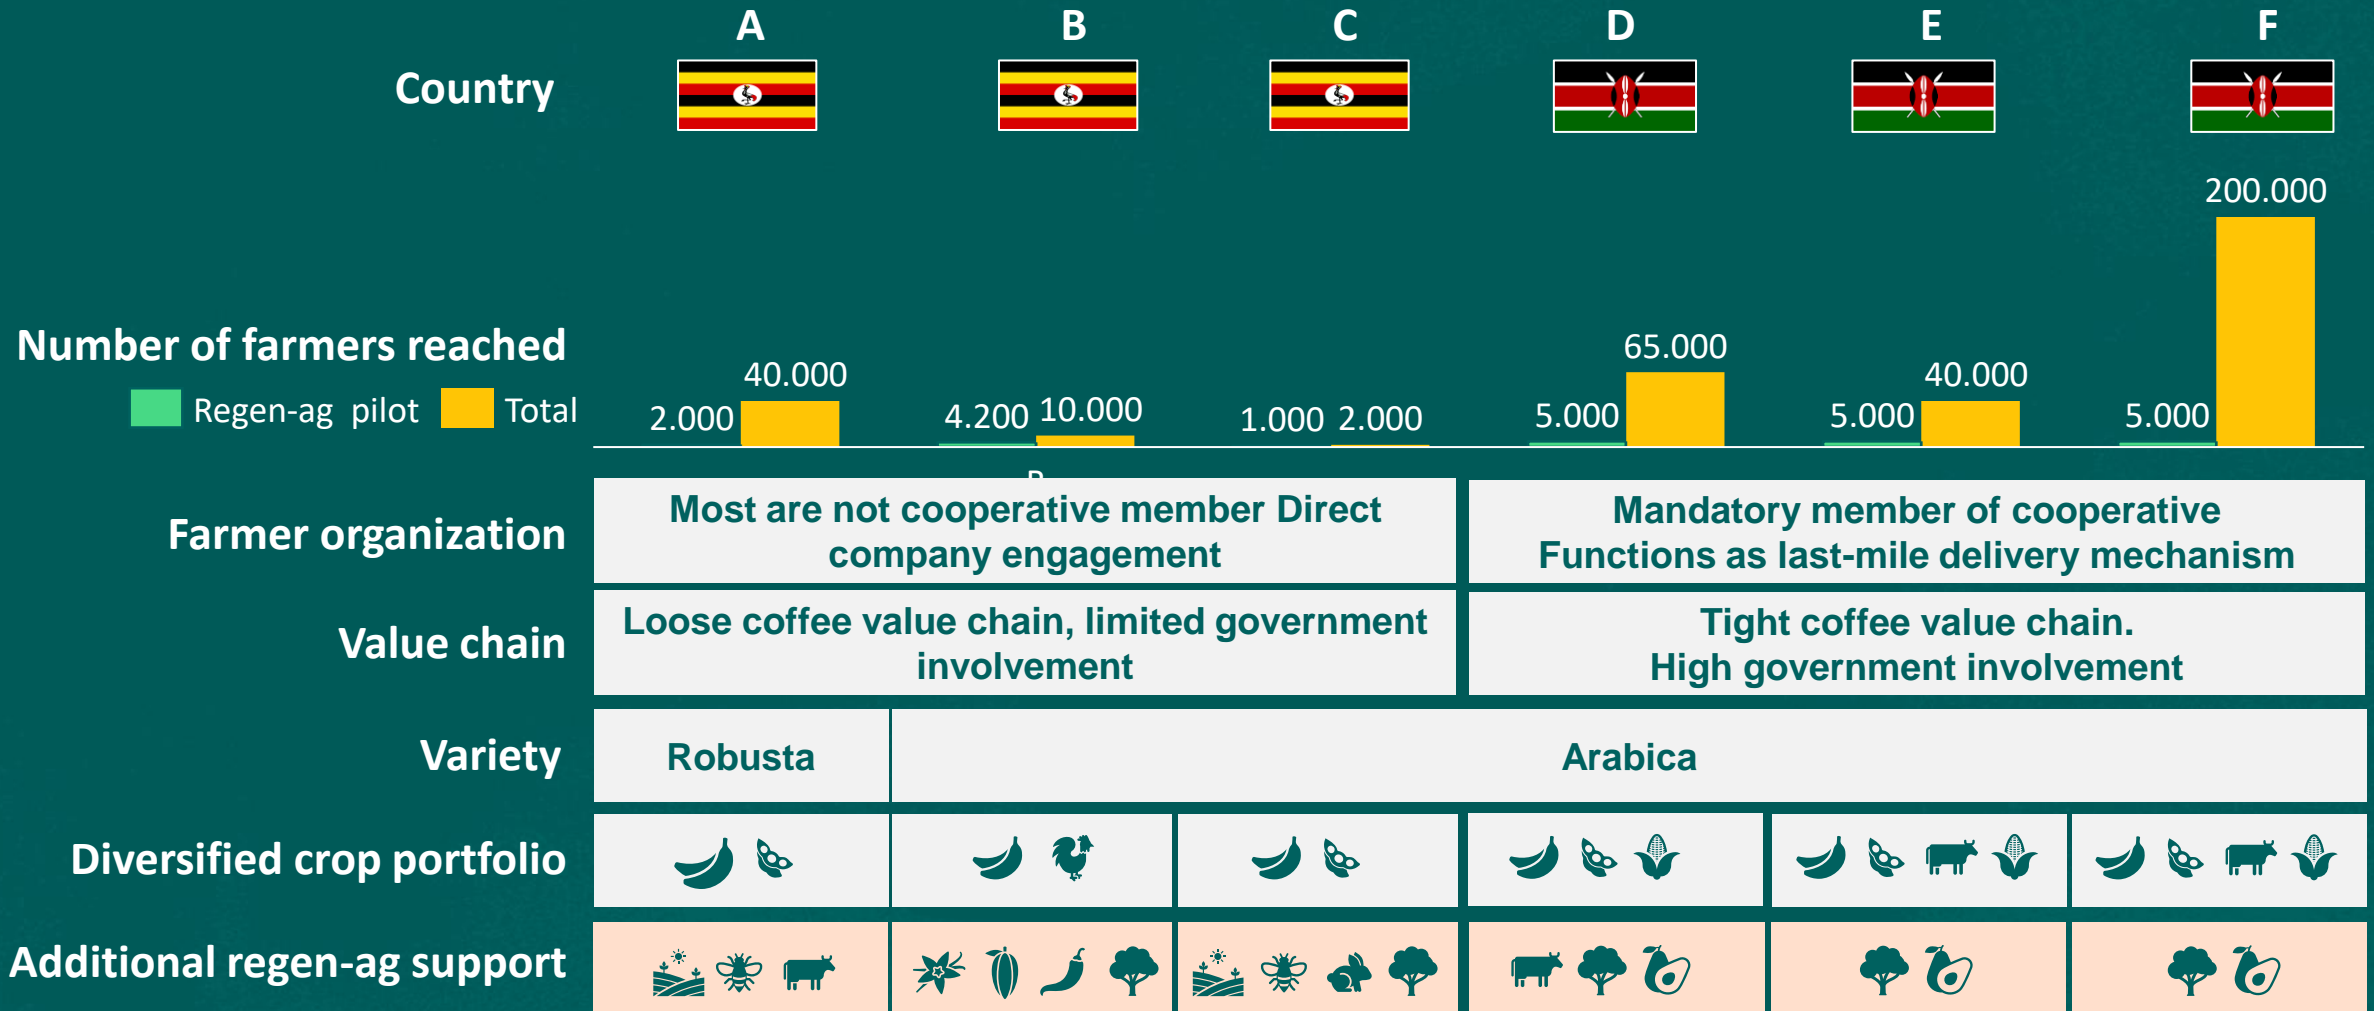 A B C D E F
Country
200.000
Number of farmers reached
65.000
40.000 40.000
Regen-ag pilot Total
2.000 4.200 10.000 1.000 2.000 5.000 5.000 5.000
Farmer organization
Most are not cooperative member Direct
company engagement
Mandatory member of cooperative
Functions as last-mile delivery mechanism
Value chain
Loose coffee value chain, limited government
involvement
Tight coffee value chain.
High government involvement
Variety
Robusta
Arabica
Diversified crop portfolio
Additional regen-ag support